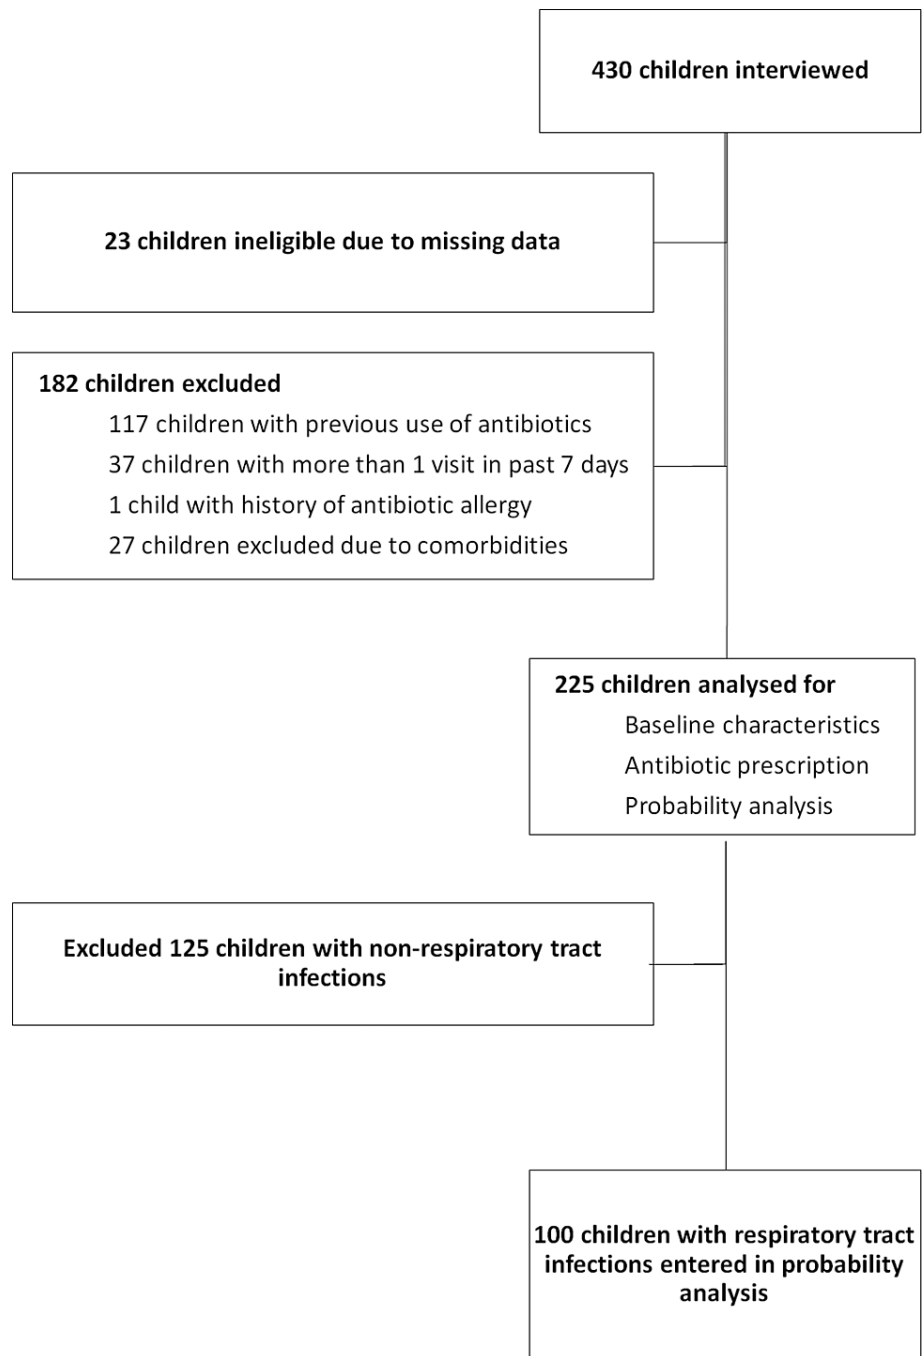 430 children interviewed
23 children ineligible due to missing data
182 children excluded
117 children with previous use of antibiotics
37 children with more than 1 visit in past 7 days
1 child with history of antibiotic allergy
27 children excluded due to comorbidities
225 children analysed for
Baseline characteristics
Antibiotic prescription
Probability analysis
Excluded 125 children with non-respiratory tract
infections
100 children with respiratory tract
infections entered in probability
analysis